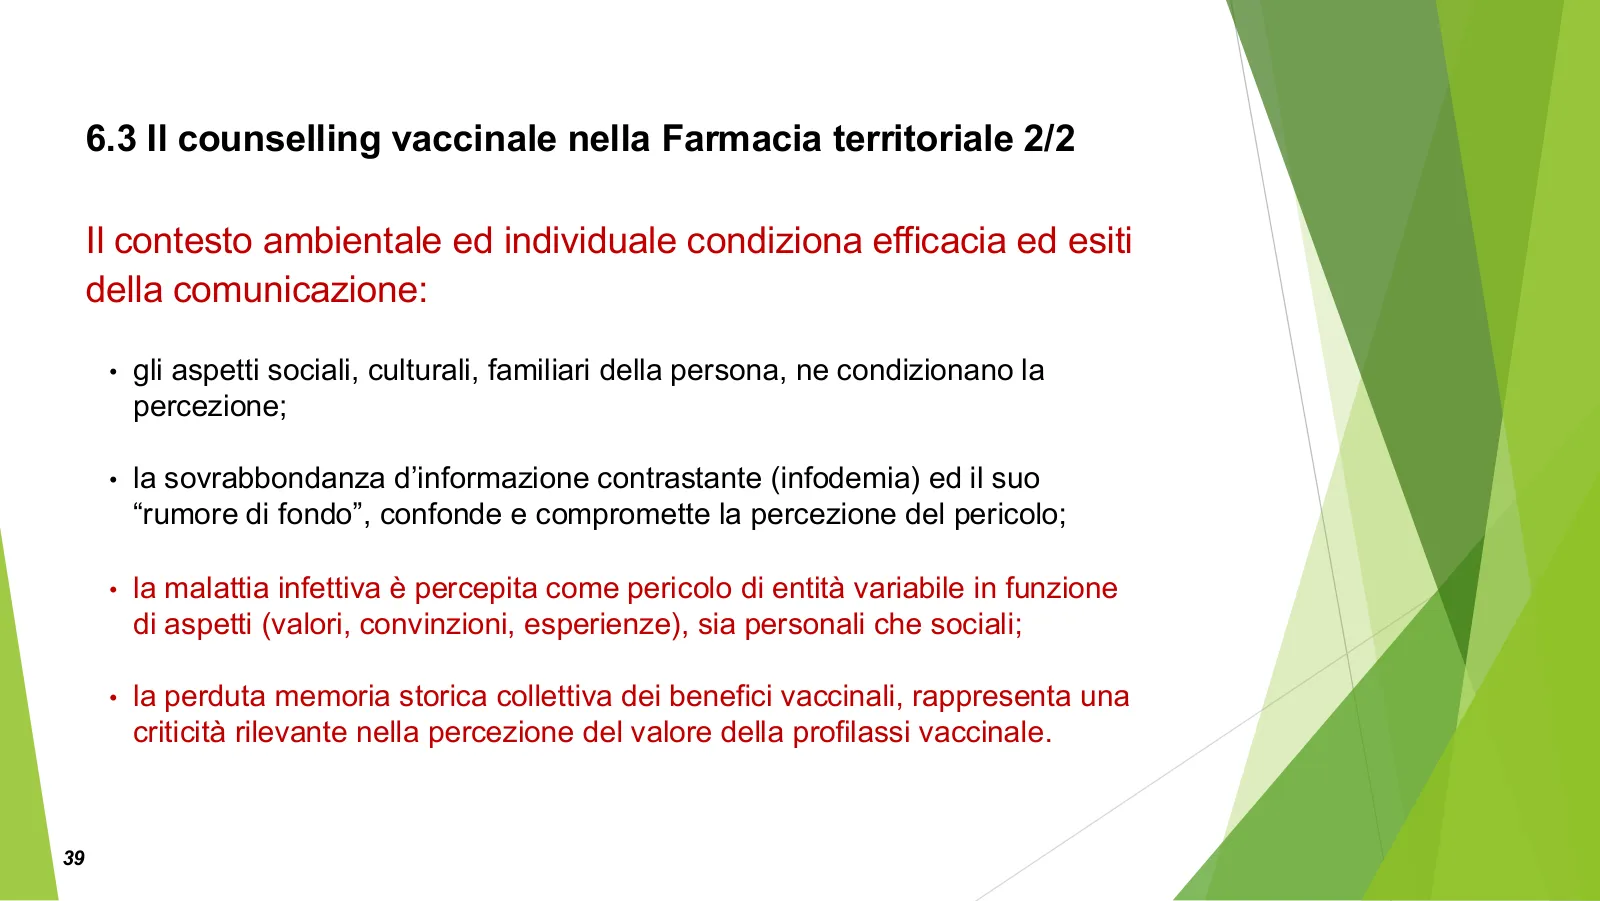 6.3 Il counselling vaccinale nella Farmacia territoriale 2/2
Il contesto ambientale ed individuale condiziona efficacia ed esiti
della comunicazione:
• gli aspetti sociali, culturali, familiari della persona, ne condizionano la
percezione;
• la sovrabbondanza d’informazione contrastante (infodemia) ed il suo
“rumore di fondo”, confonde e compromette la percezione del pericolo;
• la malattia infettiva è percepita come pericolo di entità variabile in funzione
di aspetti (valori, convinzioni, esperienze), sia personali che sociali;
• la perduta memoria storica collettiva dei benefici vaccinali, rappresenta una
criticità rilevante nella percezione del valore della profilassi vaccinale.
39